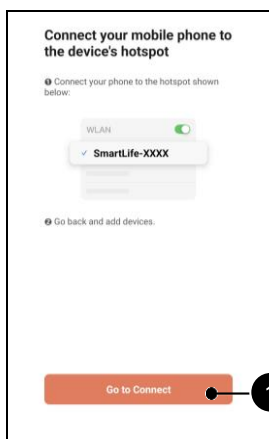 Connect your mobile phone to
the device's hotspot
❶ Connect your phone to the hotspot shown
below:
WLAN
✓ SmartLife-XXXX
❷ Go back and add devices.
Go to Connect
1